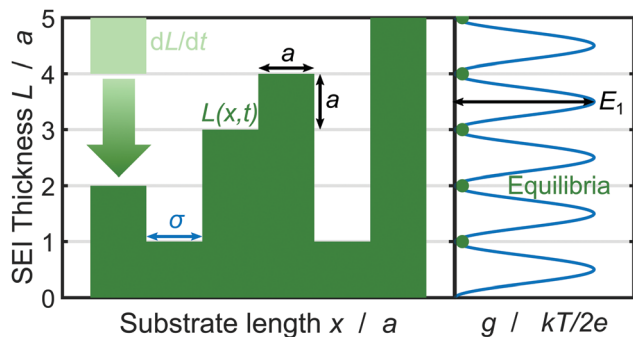 SEI Thickness L / a
5
4
3
2
1
0
dL/dt
L(x,t)
a
a
σ
Substrate length x / a
E1
Equilibria
g / kT/2e